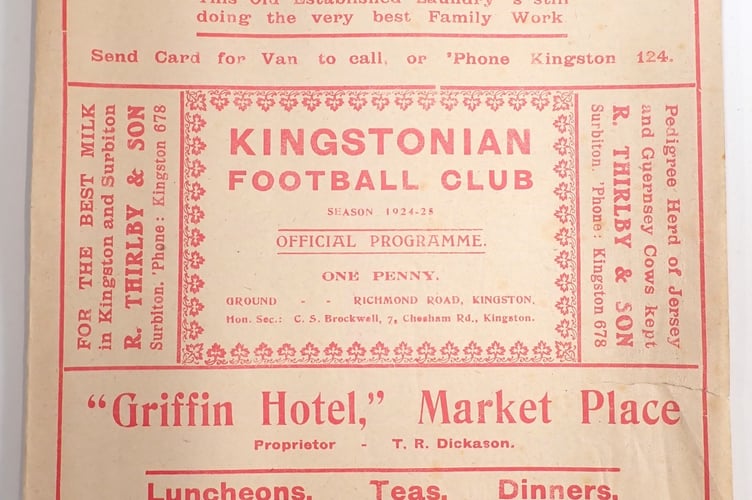 This Old Established Laundry is still
doing the very best Family Work
Send Card for Van to call, or 'Phone Kingston 124.
FOR THE BEST MILK
in Kingston and Surbiton
R. THIRLBY & SON
Surbiton. 'Phone: Kingston 678
KINGSTONIAN
FOOTBALL CLUB
SEASON 1924-25
OFFICIAL PROGRAMME.
ONE PENNY.
GROUND - - RICHMOND ROAD, KINGSTON.
Hon. Sec.: C. S. Brockwell, 7, Chesham Rd., Kingston.
Pedigree Herd of Jersey
and Guernsey Cows kept
R. THIRLBY & SON
Surbiton. 'Phone: Kingston 678
"Griffin Hotel," Market Place
Proprietor - T. R. Dickason.
Luncheons, Teas, Dinners,